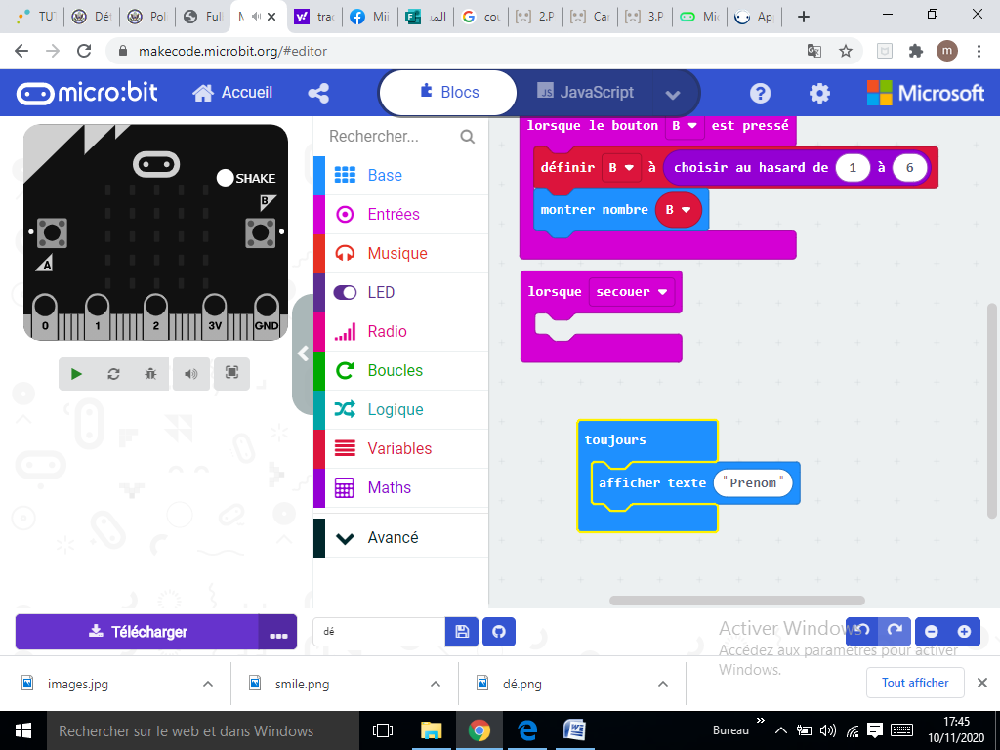 TU
Dé
Pol
Full
M
trac
Mi
الم
cou
2.P
Car
3.P
Mi
Ap
makecode.microbit.org/#editor
m
micro:bit
Accueil
Blocs
JS JavaScript
Microsoft
SHAKE
B
A
0 1 2 3V GND
Rechercher...
Base
Entrées
Musique
LED
Radio
Boucles
Logique
Variables
Maths
Avancé
lorsque le bouton B est pressé
définir B à choisir au hasard de 1 à 6
montrer nombre B
lorsque secouer
toujours
afficher texte "Prenom"
Télécharger
dé
Activer Windows
Accédez aux paramètres pour activer
Windows.
images.jpg
smile.png
dé.png
Tout afficher
Rechercher sur le web et dans Windows
Bureau
17:45
10/11/2020